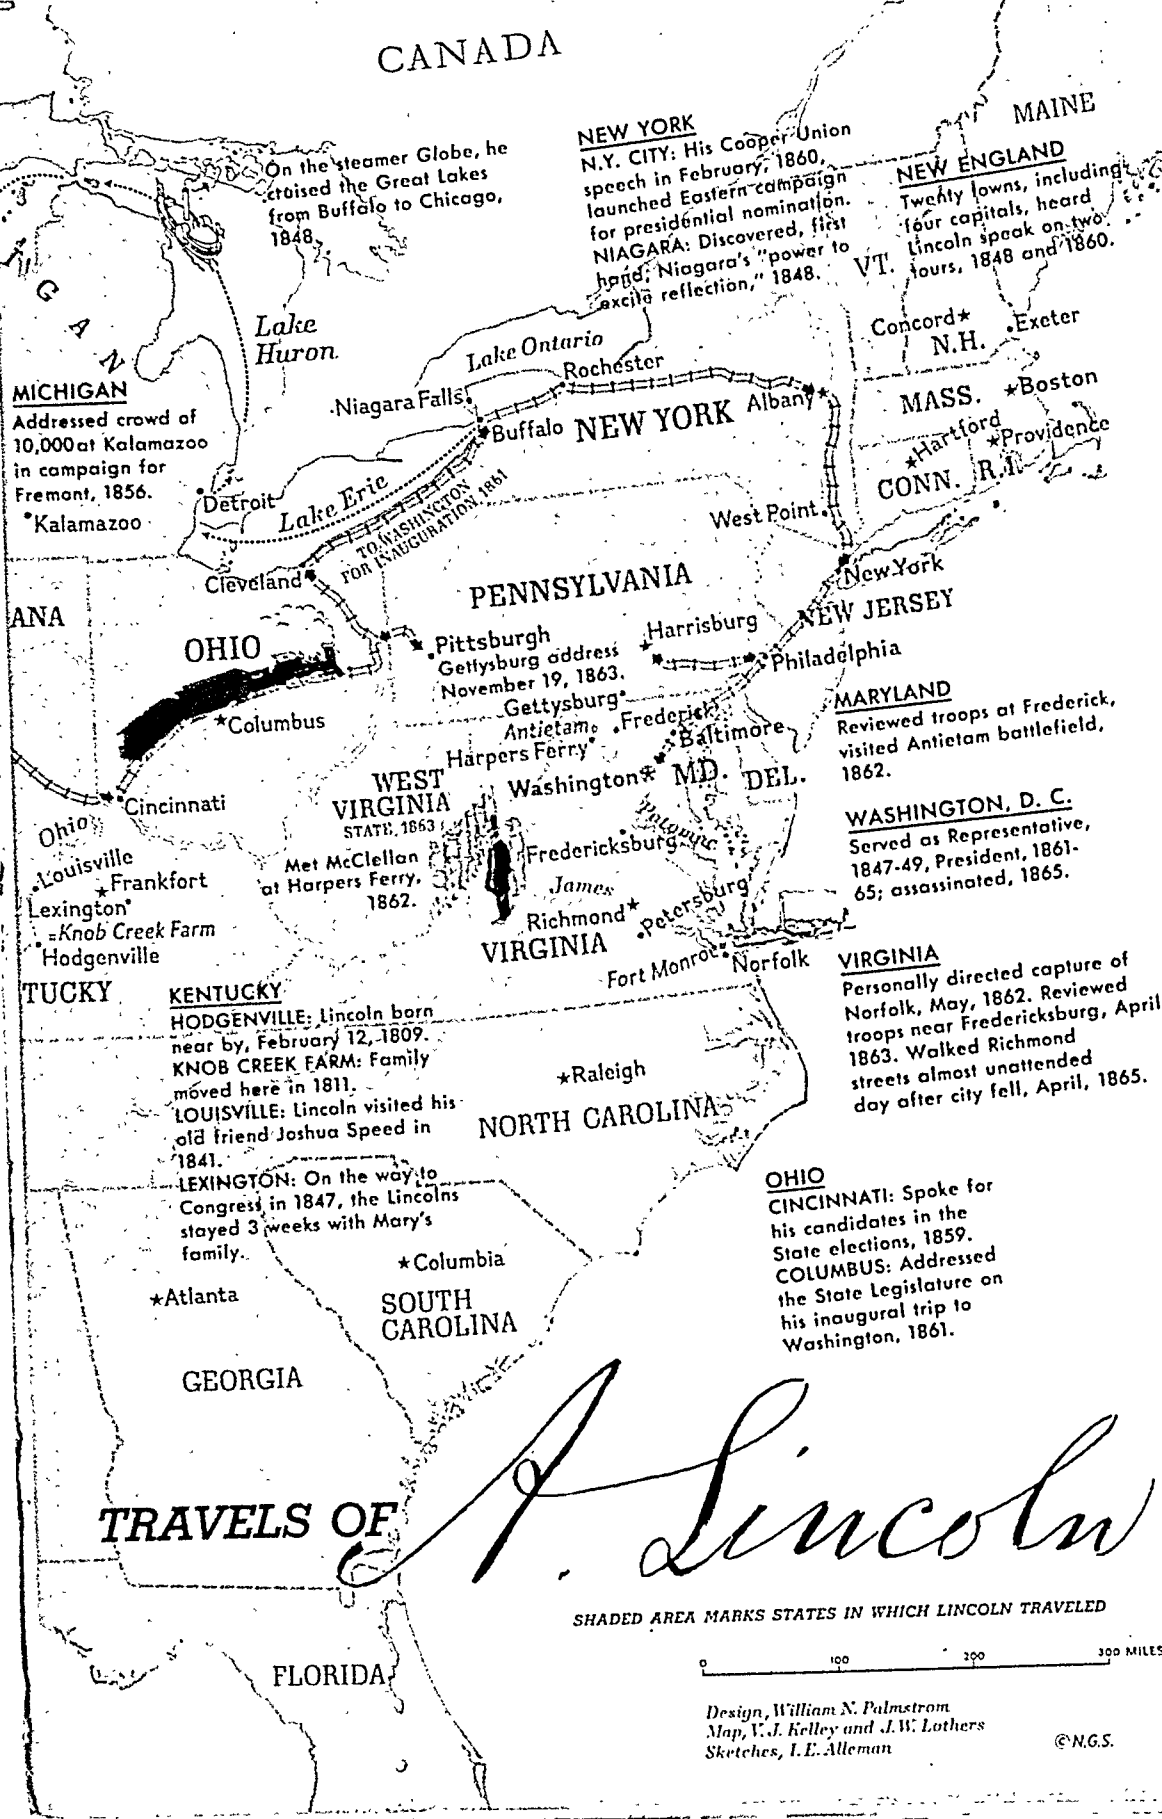 CANADA
MAINE
On the steamer Globe, he
cruised the Great Lakes
from Buffalo to Chicago,
1848.
NEW YORK
N.Y. CITY: His Cooper Union
speech in February, 1860,
launched Eastern campaign
for presidential nomination.
NIAGARA: Discovered, first
hand, Niagara's "power to
excite reflection," 1848.
NEW ENGLAND
Twenty towns, including
four capitals, heard
Lincoln speak on two
tours, 1848 and 1860.
VT.
IGAN
Lake
Huron
Lake Ontario
Rochester
Concord
N.H.
Exeter
MICHIGAN
Addressed crowd of
10,000 at Kalamazoo
in campaign for
Fremont, 1856.
Kalamazoo
Niagara Falls
Buffalo
NEW YORK
Albany
MASS.
Boston
Hartford
Providence
CONN.
R.I.
Detroit
Lake Erie
TO WASHINGTON
FOR INAUGURATION 1861
West Point
Cleveland
PENNSYLVANIA
New York
NEW JERSEY
ANA
OHIO
Pittsburgh
Gettysburg address
November 19, 1863.
Gettysburg
Harrisburg
Philadelphia
Columbus
Antietam
Frederick
Baltimore
Harpers Ferry
Washington
MD.
DEL.
MARYLAND
Reviewed troops at Frederick,
visited Antietam battlefield,
1862.
Cincinnati
WEST
VIRGINIA
STATE, 1863
Ohio
Potomac
WASHINGTON, D. C.
Served as Representative,
1847-49, President, 1861-
65; assassinated, 1865.
Louisville
Frankfort
Lexington
Knob Creek Farm
Hodgenville
Met McClellan
at Harpers Ferry,
1862.
Fredericksburg
James
Richmond
Petersburg
VIRGINIA
Fort Monroe
Norfolk
VIRGINIA
Personally directed capture of
Norfolk, May, 1862. Reviewed
troops near Fredericksburg, April
1863. Walked Richmond
streets almost unattended
day after city fell, April, 1865.
TUCKY
KENTUCKY
HODGENVILLE: Lincoln born
near by, February 12, 1809.
KNOB CREEK FARM: Family
moved here in 1811.
LOUISVILLE: Lincoln visited his
old friend Joshua Speed in
1841.
LEXINGTON: On the way to
Congress in 1847, the Lincolns
stayed 3 weeks with Mary's
family.
Raleigh
NORTH CAROLINA
OHIO
CINCINNATI: Spoke for
his candidates in the
State elections, 1859.
COLUMBUS: Addressed
the State Legislature on
his inaugural trip to
Washington, 1861.
Columbia
Atlanta
SOUTH
CAROLINA
GEORGIA
TRAVELS OF A. Lincoln
SHADED AREA MARKS STATES IN WHICH LINCOLN TRAVELED
0 100 200 300 MILES
FLORIDA
Design, William N. Palmstrom
Map, V. J. Kelley and J. W. Lothers
Sketches, I. E. Alleman
© N.G.S.